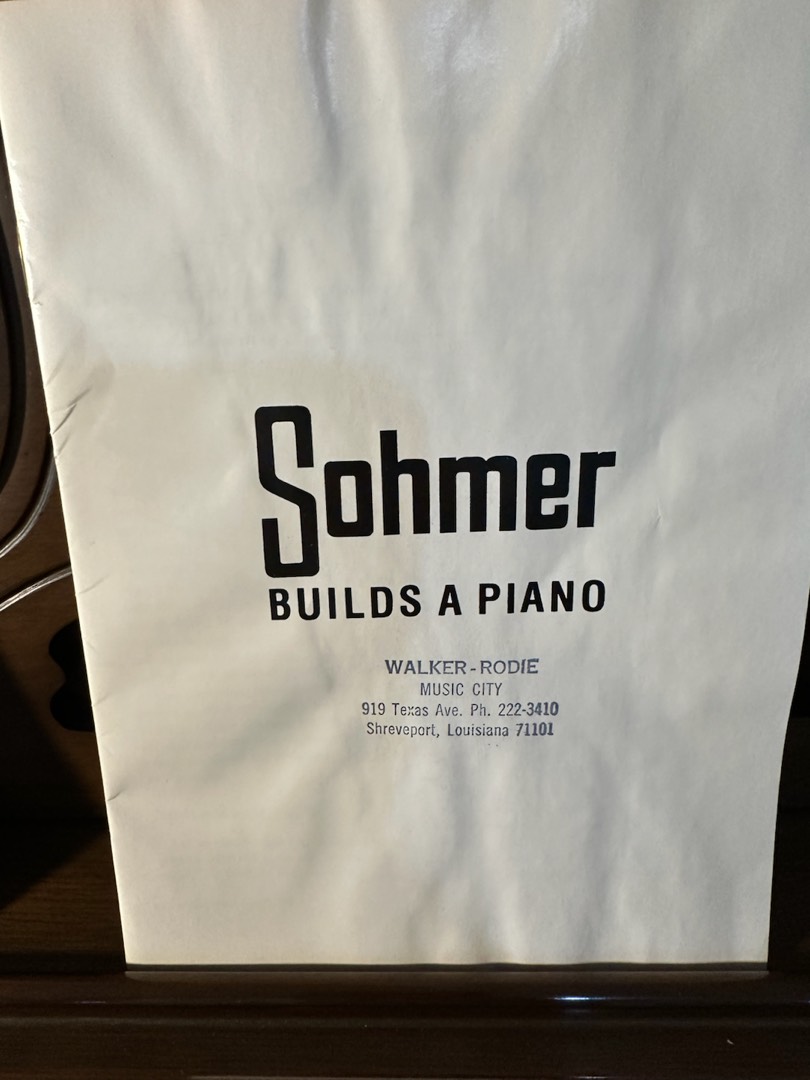 Sohmer
BUILDS A PIANO
WALKER-RODIE
MUSIC CITY
919 Texas Ave. Ph. 222-3410
Shreveport, Louisiana 71101